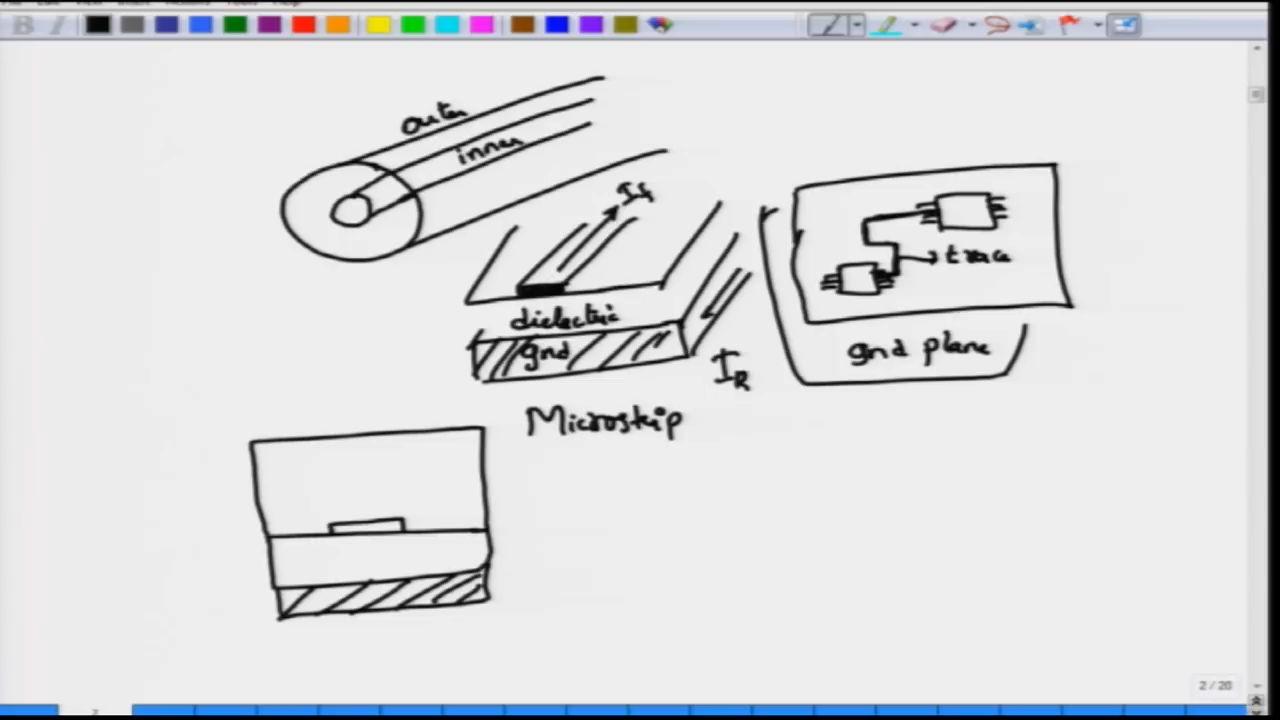 outer
inner
If
dielectric
gnd
IR
Microstrip
trace
gnd plane
2/20